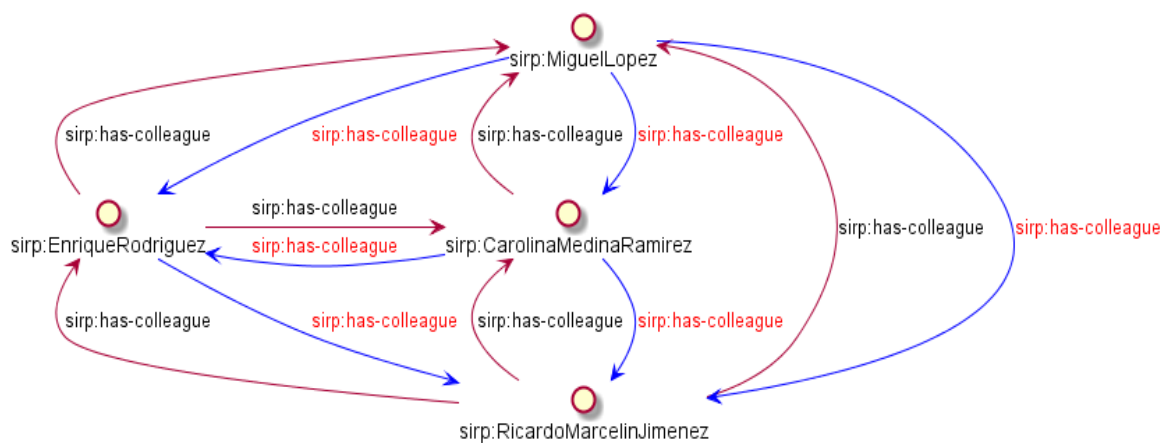 sirp:MiguelLopez
sirp:has-colleague
sirp:has-colleague
sirp:has-colleague
sirp:has-colleague
sirp:has-colleague
sirp:has-colleague
sirp:has-colleague
sirp:EnriqueRodriguez
sirp:has-colleague
sirp:CarolinaMedinaRamirez
sirp:has-colleague
sirp:has-colleague
sirp:has-colleague
sirp:has-colleague
sirp:RicardoMarcelinJimenez